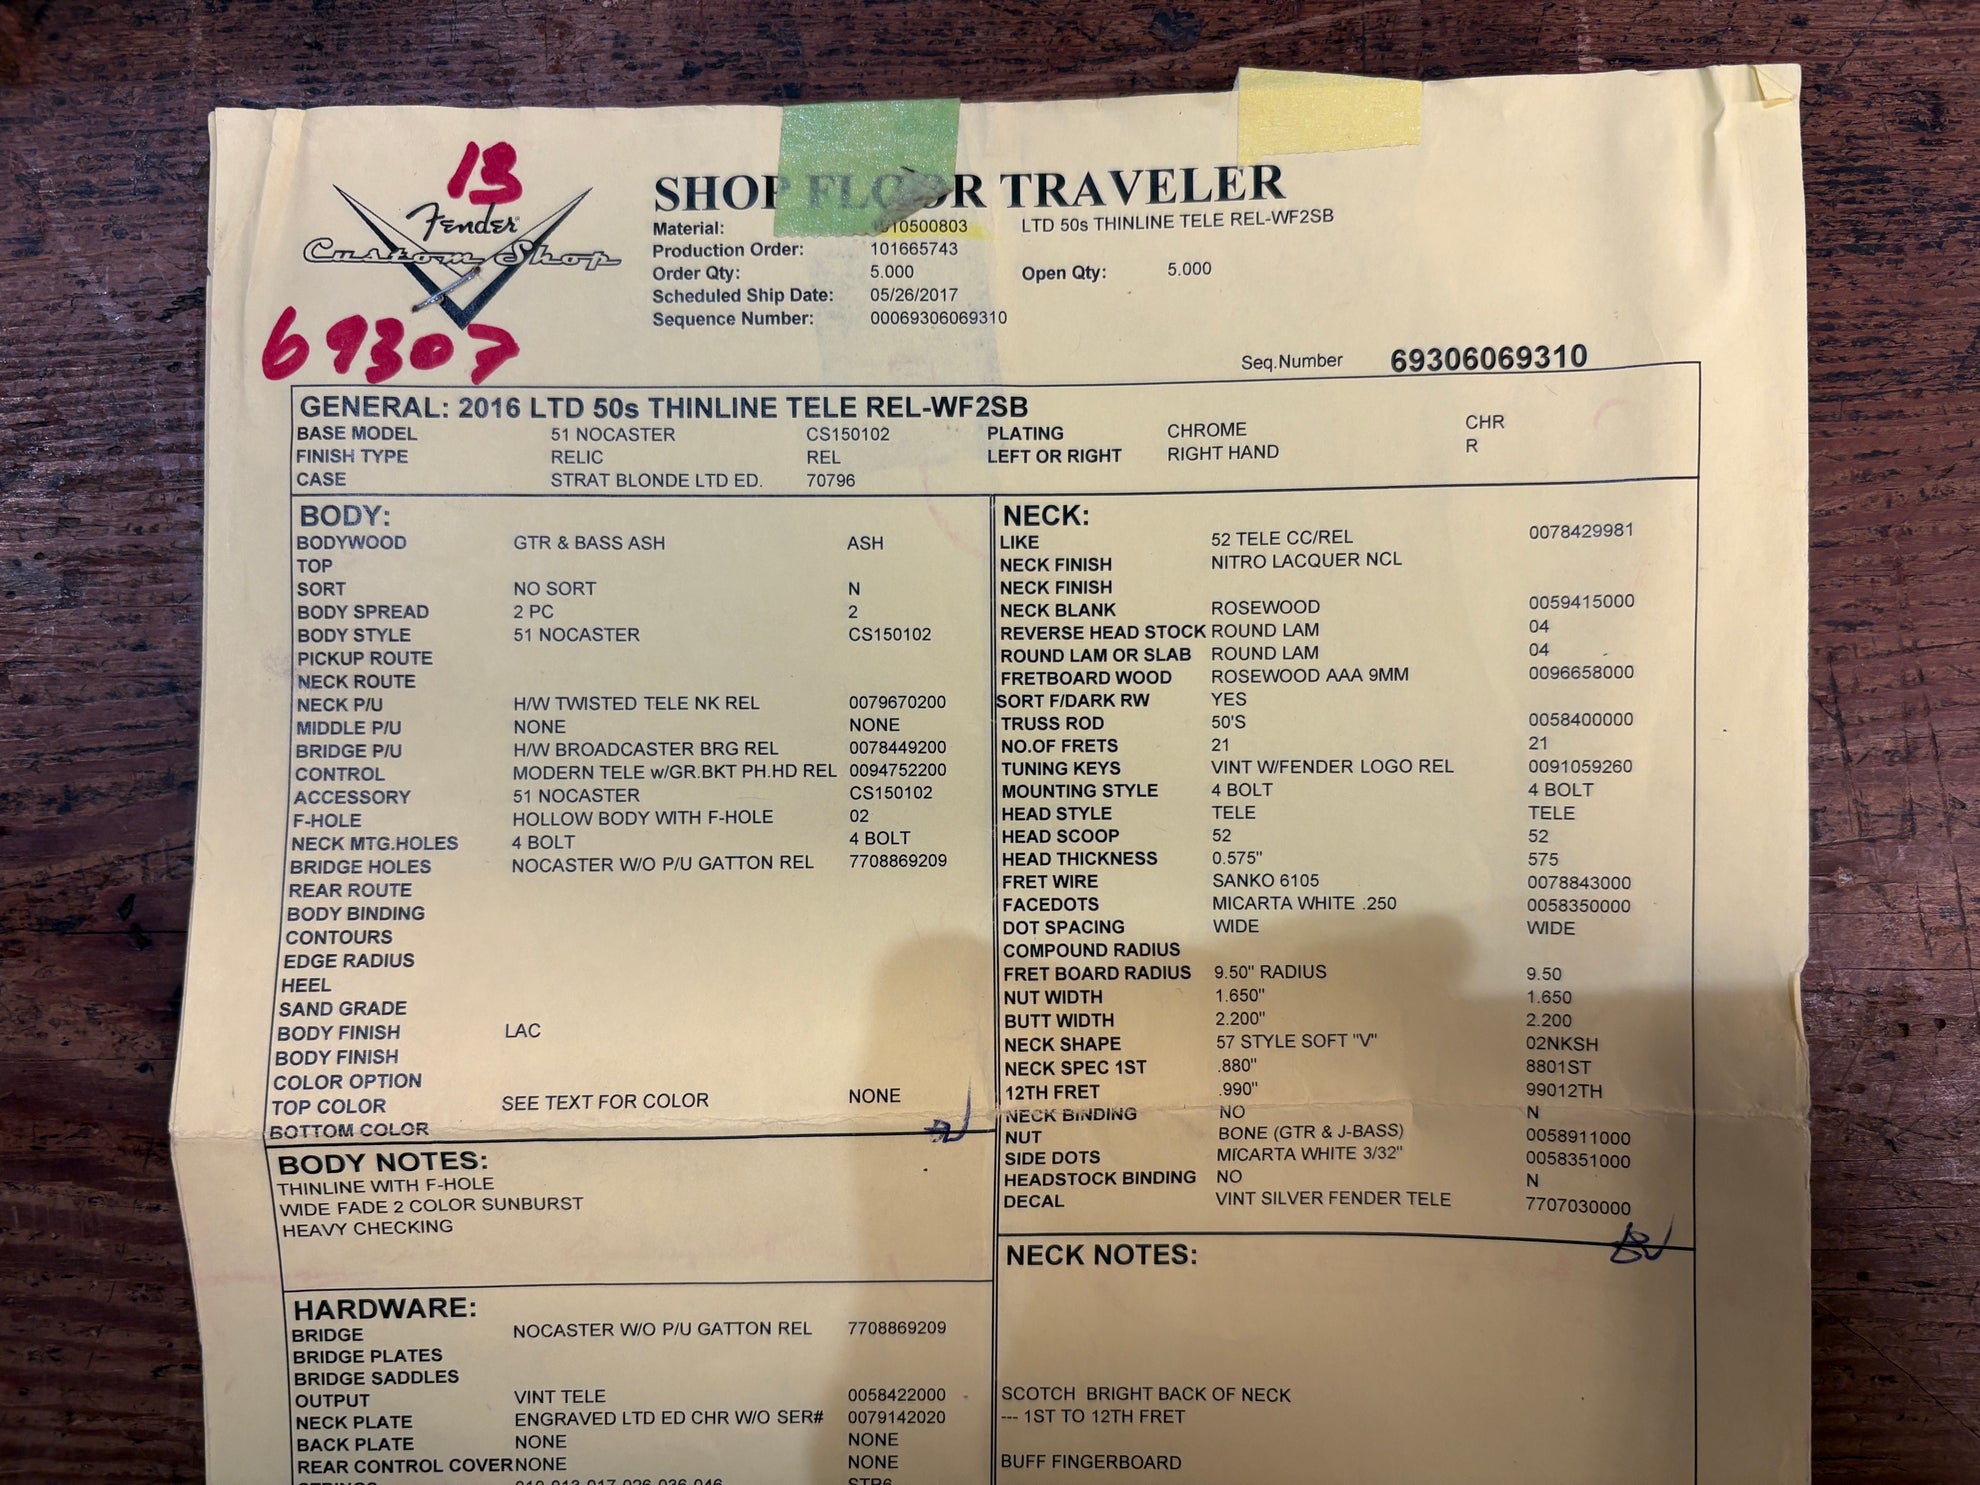 13
Fender
Custom Shop
69307
SHOP FLOOR TRAVELER
Material: 1510500803 LTD 50s THINLINE TELE REL-WF2SB
Production Order: 101665743
Order Qty: 5.000 Open Qty: 5.000
Scheduled Ship Date: 05/26/2017
Sequence Number: 00069306069310
Seq.Number 69306069310
GENERAL: 2016 LTD 50s THINLINE TELE REL-WF2SB
BASE MODEL 51 NOCASTER CS150102 PLATING CHROME CHR
FINISH TYPE RELIC REL LEFT OR RIGHT RIGHT HAND R
CASE STRAT BLONDE LTD ED. 70796
BODY:
BODYWOOD GTR & BASS ASH ASH
TOP
SORT NO SORT N
BODY SPREAD 2 PC 2
BODY STYLE 51 NOCASTER CS150102
PICKUP ROUTE
NECK ROUTE
NECK P/U H/W TWISTED TELE NK REL 0079670200
MIDDLE P/U NONE NONE
BRIDGE P/U H/W BROADCASTER BRG REL 0078449200
CONTROL MODERN TELE w/GR.BKT PH.HD REL 0094752200
ACCESSORY 51 NOCASTER CS150102
F-HOLE HOLLOW BODY WITH F-HOLE 02
NECK MTG.HOLES 4 BOLT 4 BOLT
BRIDGE HOLES NOCASTER W/O P/U GATTON REL 7708869209
REAR ROUTE
BODY BINDING
CONTOURS
EDGE RADIUS
HEEL
SAND GRADE
BODY FINISH LAC
BODY FINISH
COLOR OPTION
TOP COLOR SEE TEXT FOR COLOR NONE
BOTTOM COLOR
BODY NOTES:
THINLINE WITH F-HOLE
WIDE FADE 2 COLOR SUNBURST
HEAVY CHECKING
HARDWARE:
BRIDGE NOCASTER W/O P/U GATTON REL 7708869209
BRIDGE PLATES
BRIDGE SADDLES
OUTPUT VINT TELE 0058422000
NECK PLATE ENGRAVED LTD ED CHR W/O SER# 0079142020
BACK PLATE NONE NONE
REAR CONTROL COVER NONE NONE
STRINGS 010-013-017-026-036-046 STR6
NECK:
LIKE 52 TELE CC/REL 0078429981
NECK FINISH NITRO LACQUER NCL
NECK FINISH
NECK BLANK ROSEWOOD 0059415000
REVERSE HEAD STOCK ROUND LAM 04
ROUND LAM OR SLAB ROUND LAM 04
FRETBOARD WOOD ROSEWOOD AAA 9MM 0096658000
SORT F/DARK RW YES
TRUSS ROD 50'S 0058400000
NO.OF FRETS 21 21
TUNING KEYS VINT W/FENDER LOGO REL 0091059260
MOUNTING STYLE 4 BOLT 4 BOLT
HEAD STYLE TELE TELE
HEAD SCOOP 52 52
HEAD THICKNESS 0.575" 575
FRET WIRE SANKO 6105 0078843000
FACEDOTS MICARTA WHITE .250 0058350000
DOT SPACING WIDE WIDE
COMPOUND RADIUS
FRET BOARD RADIUS 9.50" RADIUS 9.50
NUT WIDTH 1.650" 1.650
BUTT WIDTH 2.200" 2.200
NECK SHAPE 57 STYLE SOFT "V" 02NKSH
NECK SPEC 1ST .880" 8801ST
12TH FRET .990" 99012TH
NECK BINDING NO N
NUT BONE (GTR & J-BASS) 0058911000
SIDE DOTS MICARTA WHITE 3/32" 0058351000
HEADSTOCK BINDING NO N
DECAL VINT SILVER FENDER TELE 7707030000
NECK NOTES:
SCOTCH BRIGHT BACK OF NECK
--- 1ST TO 12TH FRET
BUFF FINGERBOARD